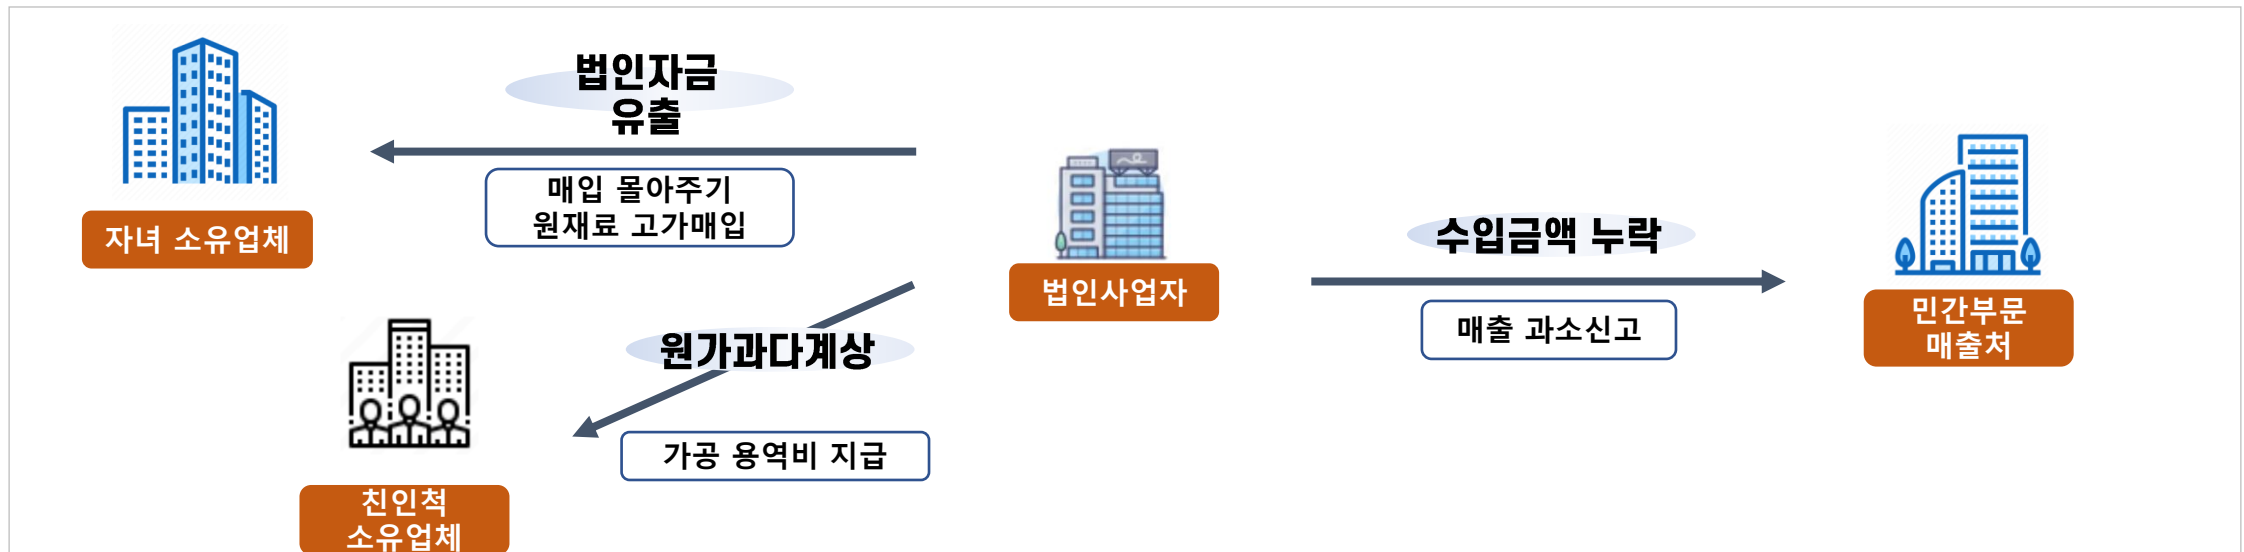 법인자금
유출
매입 몰아주기
원재료 고가매입
자녀 소유업체
법인사업자
수입금액 누락
매출 과소신고
민간부문
매출처
원가과다계상
가공 용역비 지급
친인척
소유업체